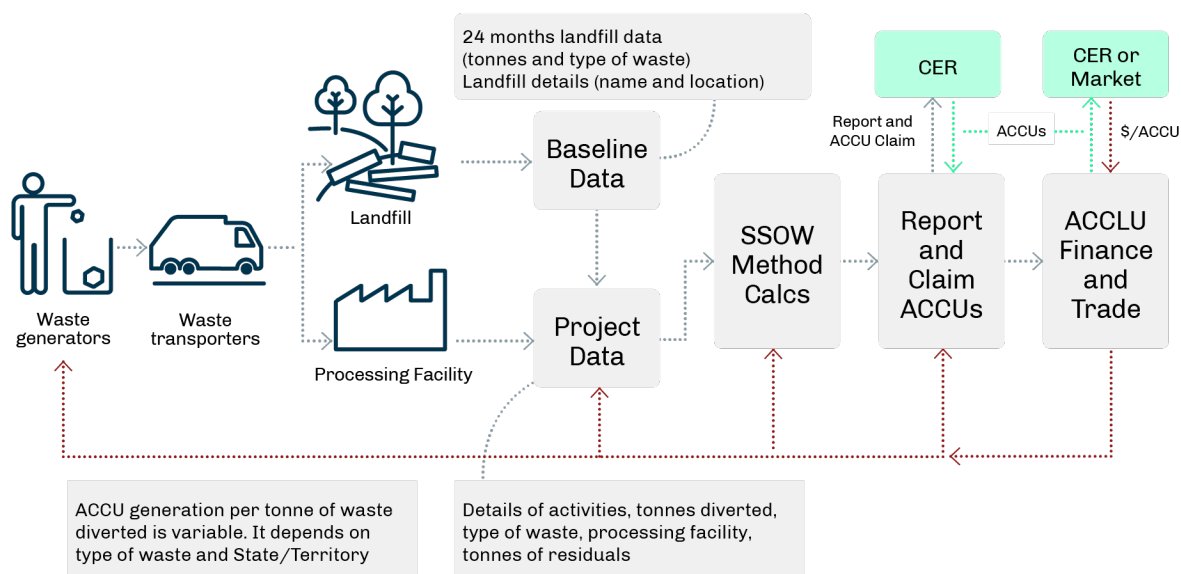 24 months landfill data
(tonnes and type of waste)
Landfill details (name and location)
CER
CER or
Market
Report and
ACCU Claim
ACCUs
$/ACCU
Baseline
Data
Landfill
SSOW
Method
Calcs
Report
and
Claim
ACCUs
ACCLU
Finance
and
Trade
Waste
generators
Waste
transporters
Processing Facility
Project
Data
ACCU generation per tonne of waste
diverted is variable. It depends on
type of waste and State/Territory
Details of activities, tonnes diverted,
type of waste, processing facility,
tonnes of residuals